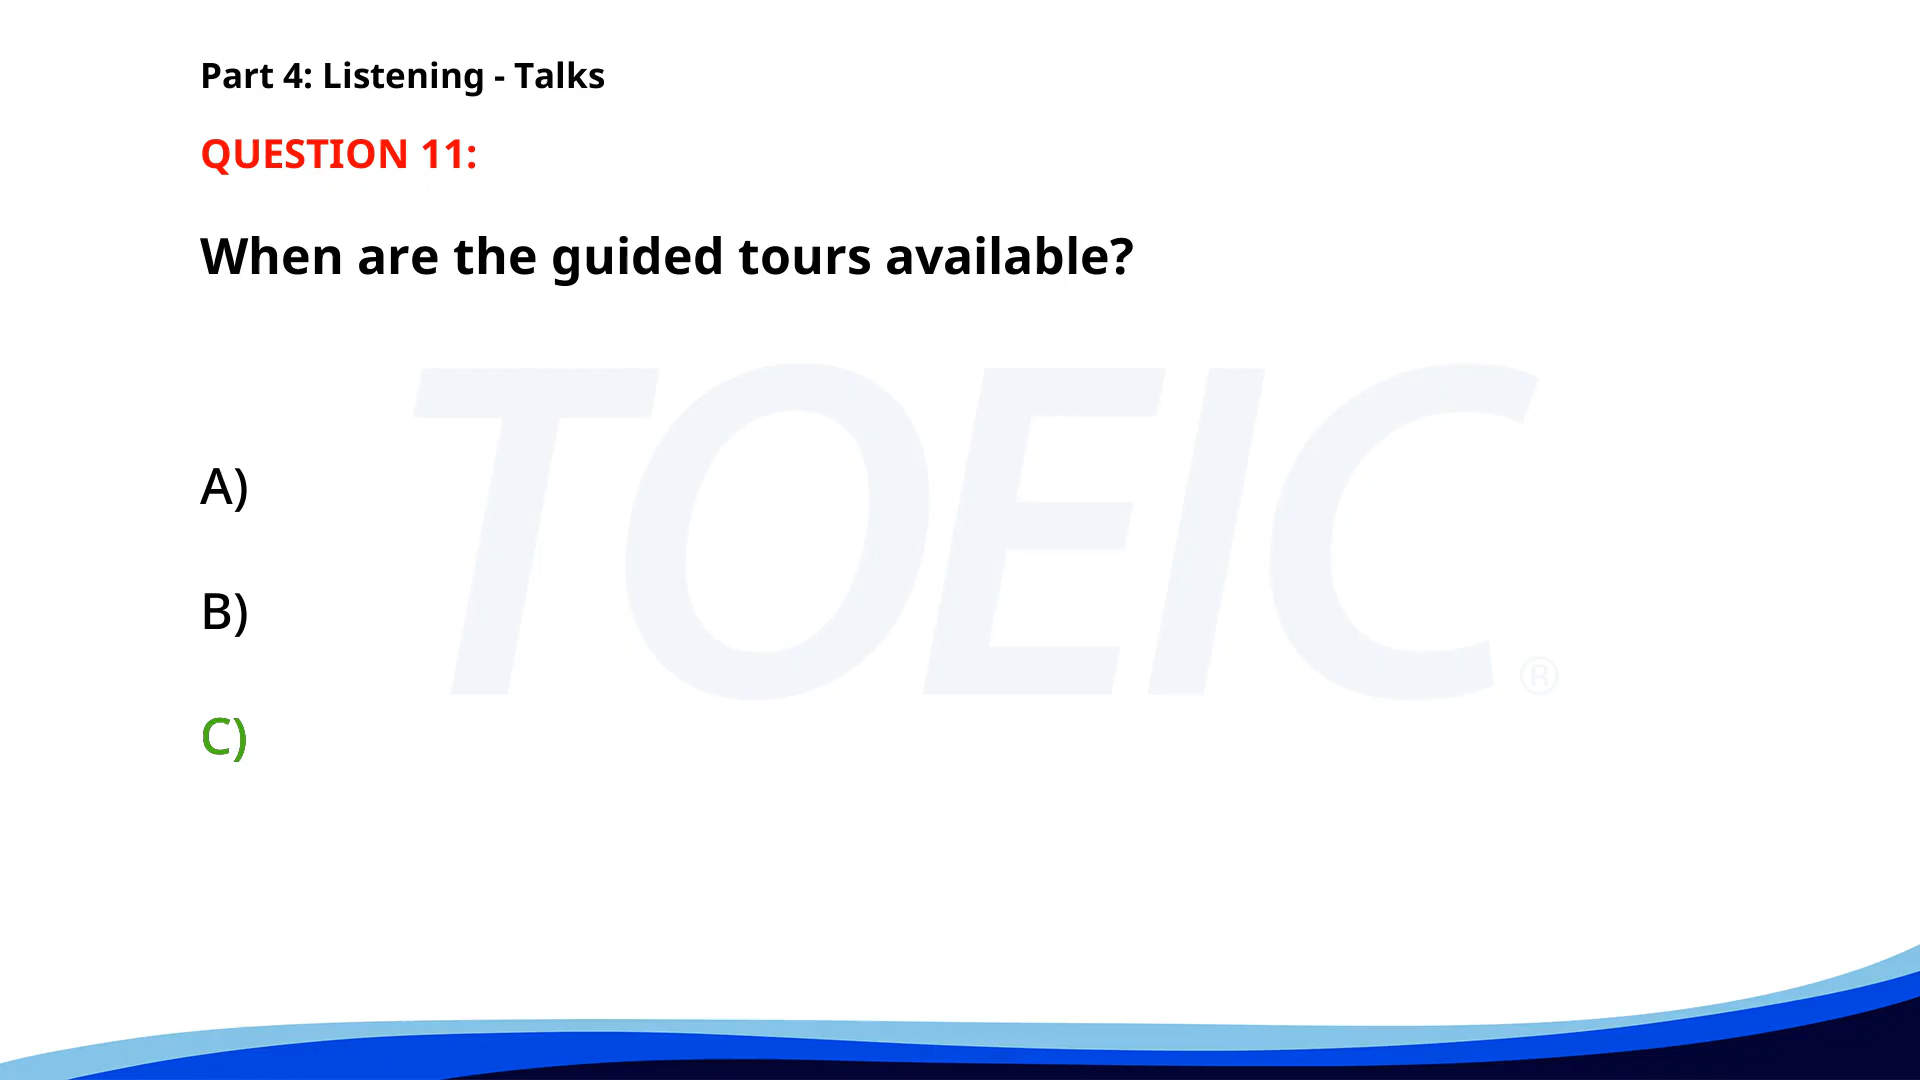 Part 4: Listening - Talks
QUESTION 11:
When are the guided tours available?
TOEIC ®
A)
B)
C)